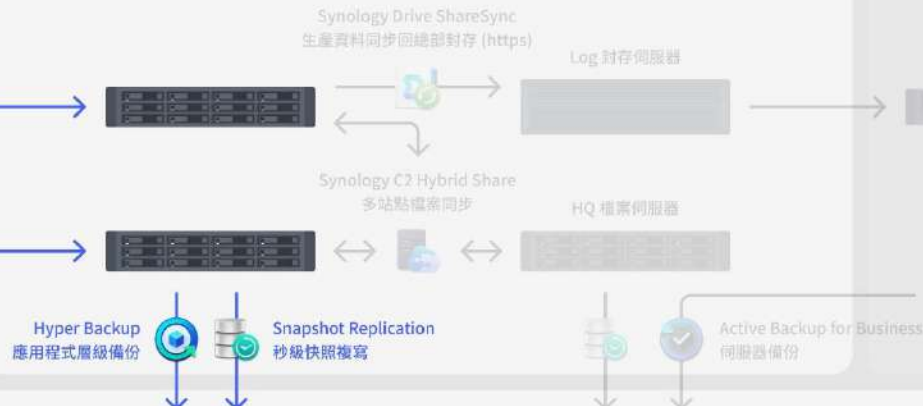 Synology Drive ShareSync
生產資料同步回總部封存 (https)
Log 封存伺服器
Synology C2 Hybrid Share
多站點檔案同步
HQ 檔案伺服器
Hyper Backup
應用程式層級備份
Snapshot Replication
秒級快照複寫
Active Backup for Business
伺服器備份